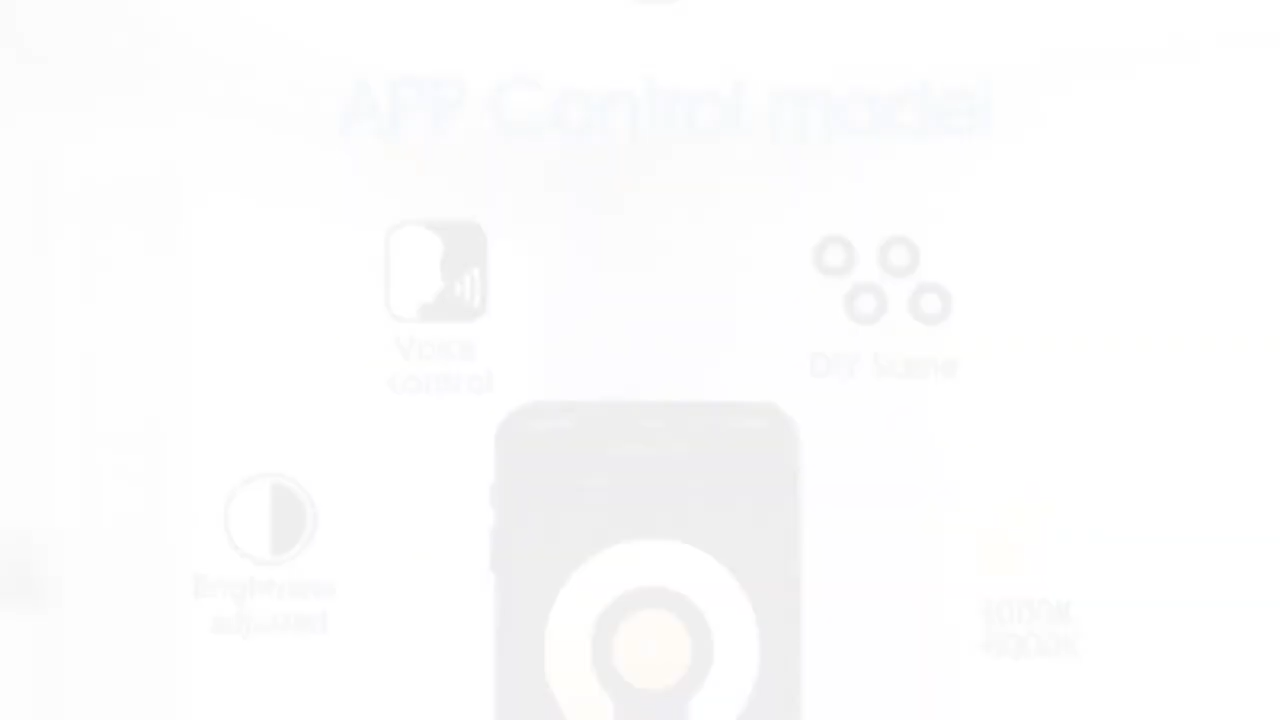 APP Control model
Voice
control
DIY Scene
Brightness
adjusted